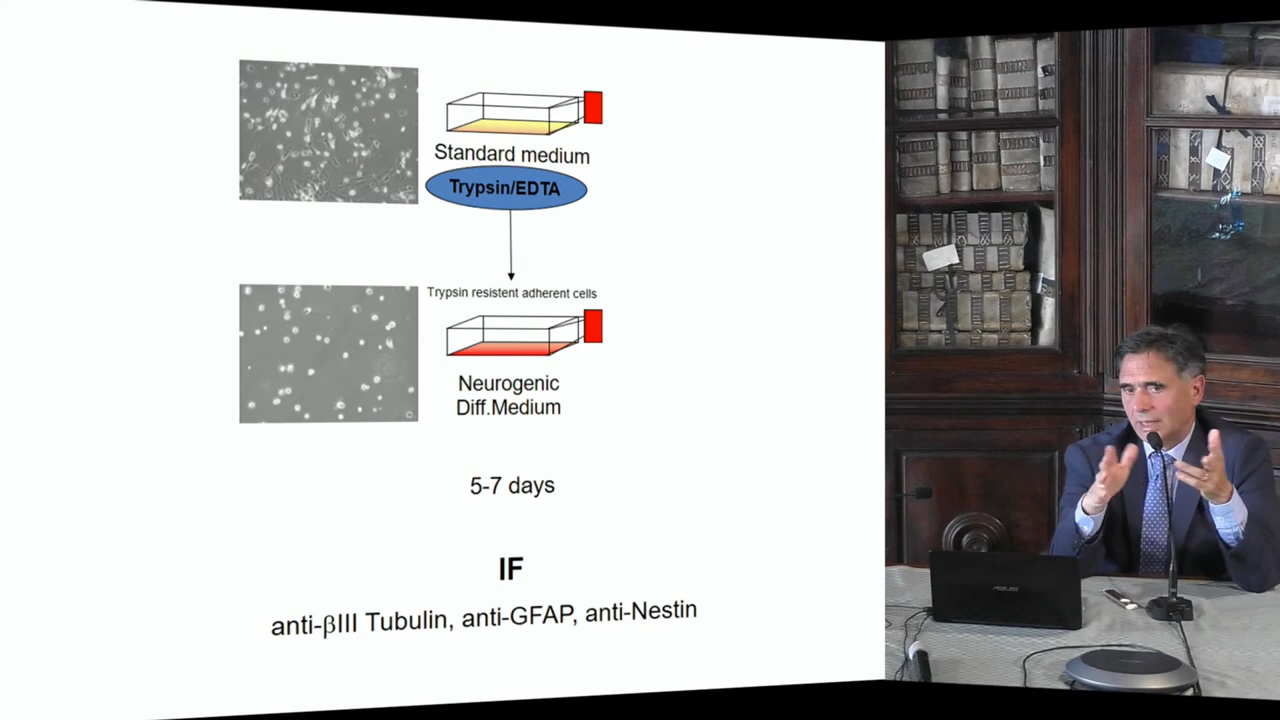 Standard medium
Trypsin/EDTA
Trypsin resistent adherent cells
Neurogenic
Diff.Medium
5-7 days
IF
anti-βIII Tubulin, anti-GFAP, anti-Nestin
ASUS